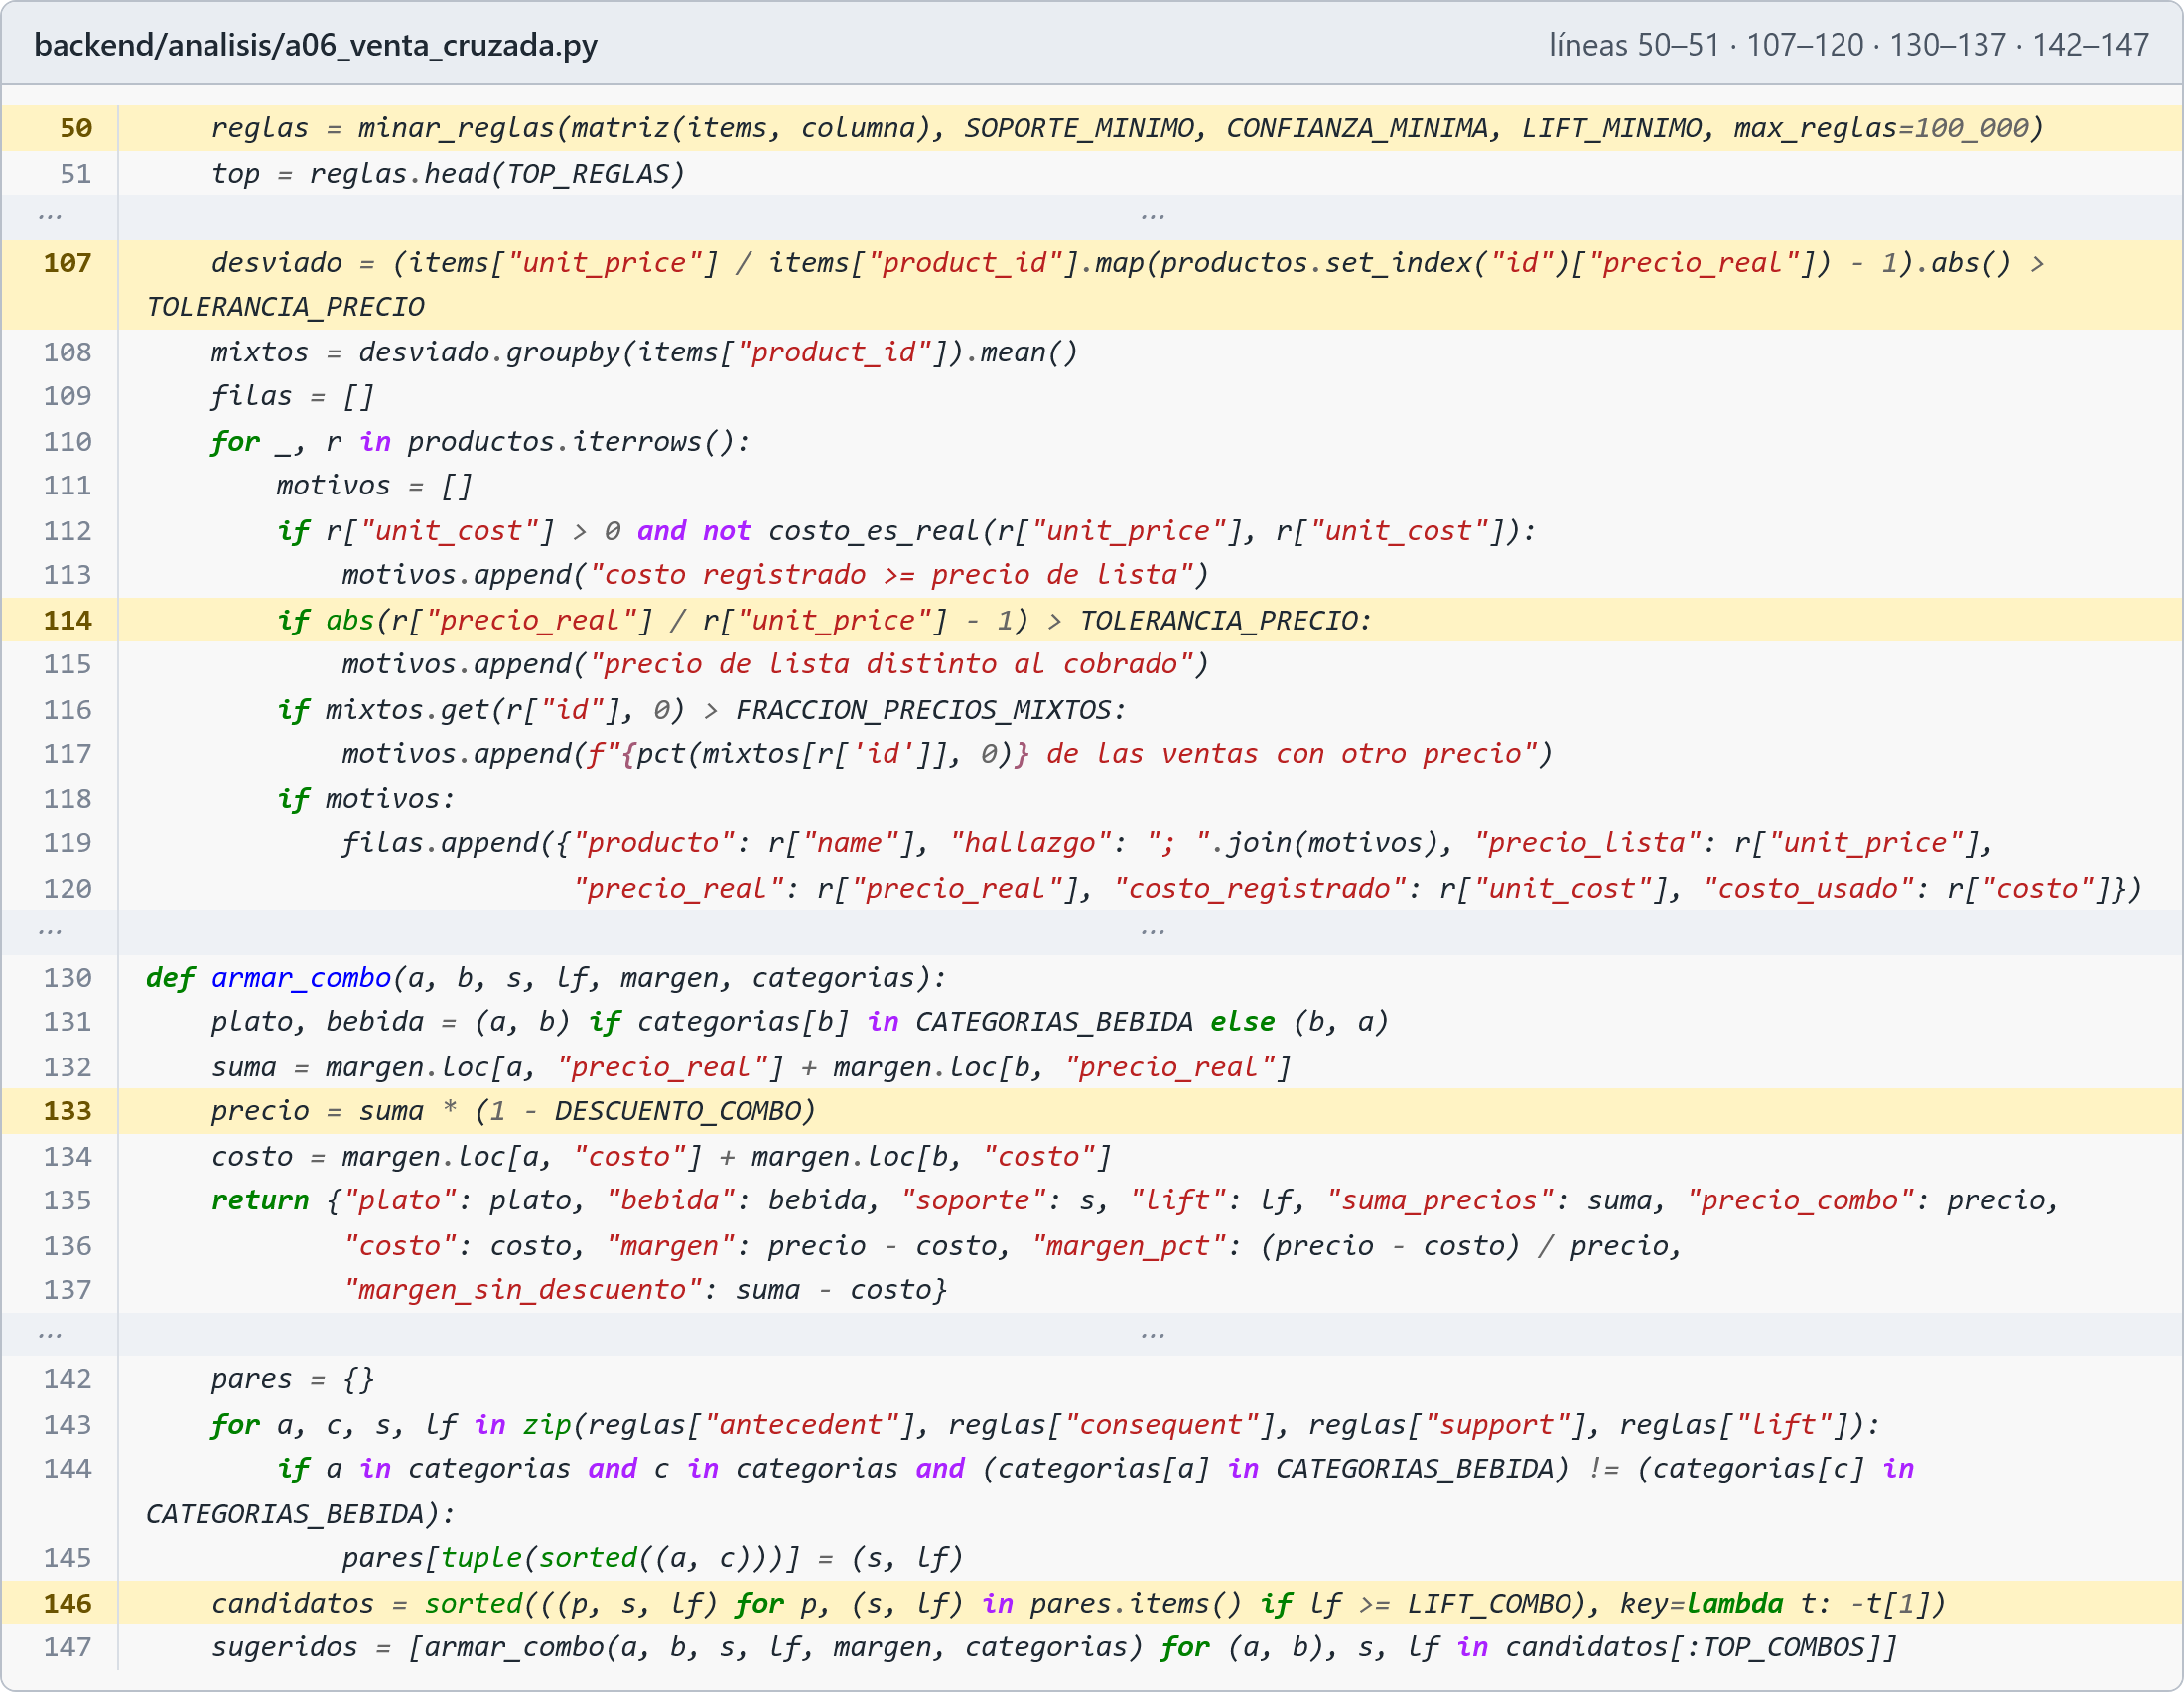 backend/analisis/a06_venta_cruzada.py
líneas 50–51 · 107–120 · 130–137 · 142–147
50 reglas = minar_reglas(matriz(items, columna), SOPORTE_MINIMO, CONFIANZA_MINIMA, LIFT_MINIMO, max_reglas=100_000)
51 top = reglas.head(TOP_REGLAS)
... ...
107 desviado = (items["unit_price"] / items["product_id"].map(productos.set_index("id")["precio_real"]) - 1).abs() >
TOLERANCIA_PRECIO
108 mixtos = desviado.groupby(items["product_id"]).mean()
109 filas = []
110 for _, r in productos.iterrows():
111 motivos = []
112 if r["unit_cost"] > 0 and not costo_es_real(r["unit_price"], r["unit_cost"]):
113 motivos.append("costo registrado >= precio de lista")
114 if abs(r["precio_real"] / r["unit_price"] - 1) > TOLERANCIA_PRECIO:
115 motivos.append("precio de lista distinto al cobrado")
116 if mixtos.get(r["id"], 0) > FRACCION_PRECIOS_MIXTOS:
117 motivos.append(f"{pct(mixtos[r['id']], 0)} de las ventas con otro precio")
118 if motivos:
119 filas.append({"producto": r["name"], "hallazgo": "; ".join(motivos), "precio_lista": r["unit_price"],
120 "precio_real": r["precio_real"], "costo_registrado": r["unit_cost"], "costo_usado": r["costo"]})
... ...
130 def armar_combo(a, b, s, lf, margen, categorias):
131 plato, bebida = (a, b) if categorias[b] in CATEGORIAS_BEBIDA else (b, a)
132 suma = margen.loc[a, "precio_real"] + margen.loc[b, "precio_real"]
133 precio = suma * (1 - DESCUENTO_COMBO)
134 costo = margen.loc[a, "costo"] + margen.loc[b, "costo"]
135 return {"plato": plato, "bebida": bebida, "soporte": s, "lift": lf, "suma_precios": suma, "precio_combo": precio,
136 "costo": costo, "margen": precio - costo, "margen_pct": (precio - costo) / precio,
137 "margen_sin_descuento": suma - costo}
... ...
142 pares = {}
143 for a, c, s, lf in zip(reglas["antecedent"], reglas["consequent"], reglas["support"], reglas["lift"]):
144 if a in categorias and c in categorias and (categorias[a] in CATEGORIAS_BEBIDA) != (categorias[c] in
CATEGORIAS_BEBIDA):
145 pares[tuple(sorted((a, c)))] = (s, lf)
146 candidatos = sorted(((p, s, lf) for p, (s, lf) in pares.items() if lf >= LIFT_COMBO), key=lambda t: -t[1])
147 sugeridos = [armar_combo(a, b, s, lf, margen, categorias) for (a, b), s, lf in candidatos[:TOP_COMBOS]]